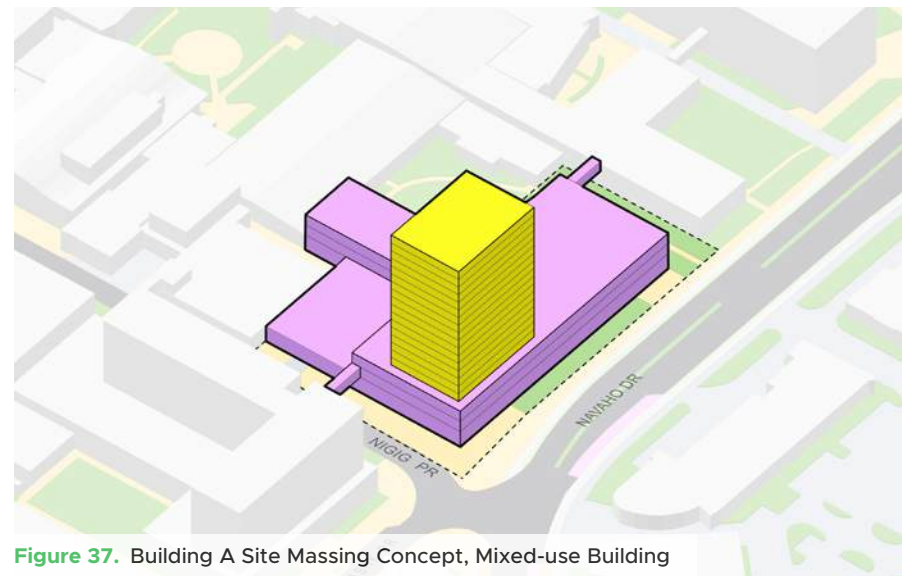 NAVAHO DR
NIGIG PR
Figure 37. Building A Site Massing Concept, Mixed-use Building